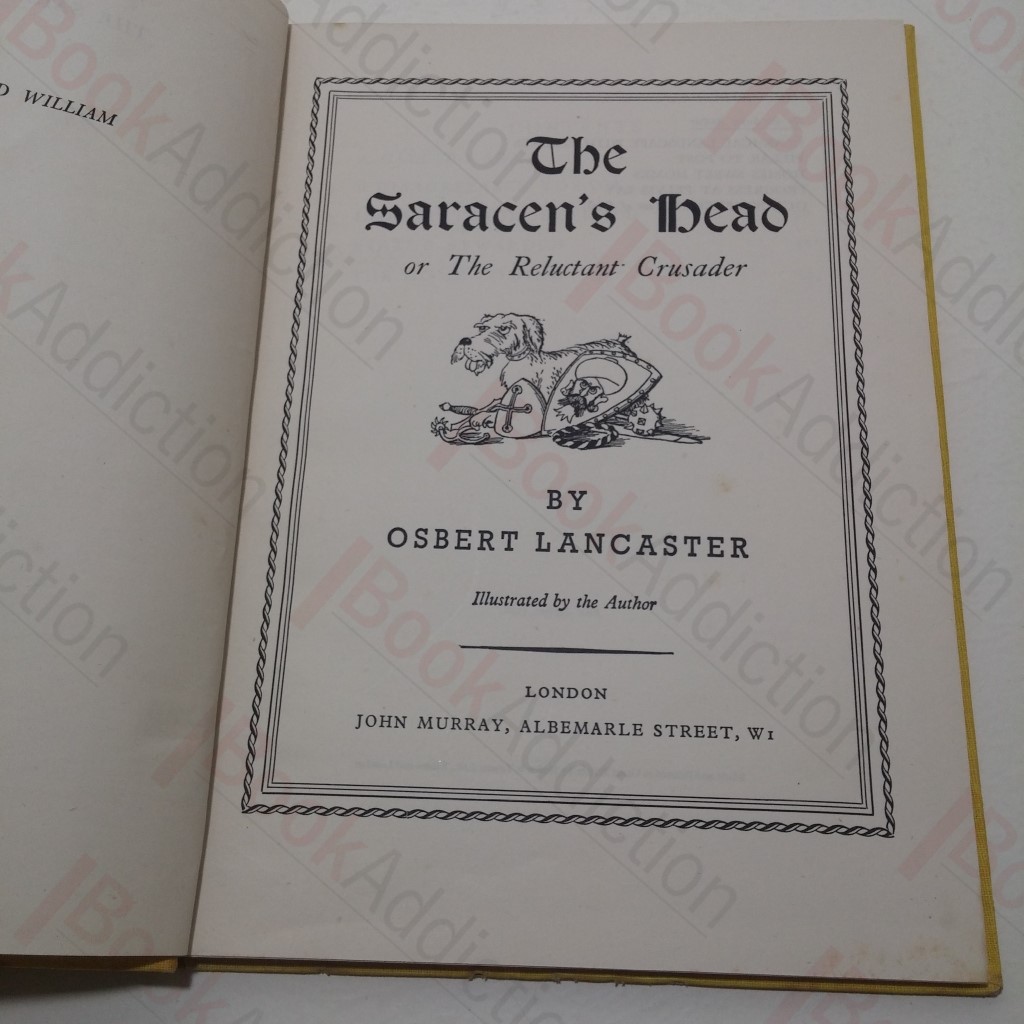 D WILLIAM
The
Saracen's Head
or The Reluctant Crusader
BY
OSBERT LANCASTER
Illustrated by the Author
LONDON
JOHN MURRAY, ALBEMARLE STREET, W1
BookAddiction